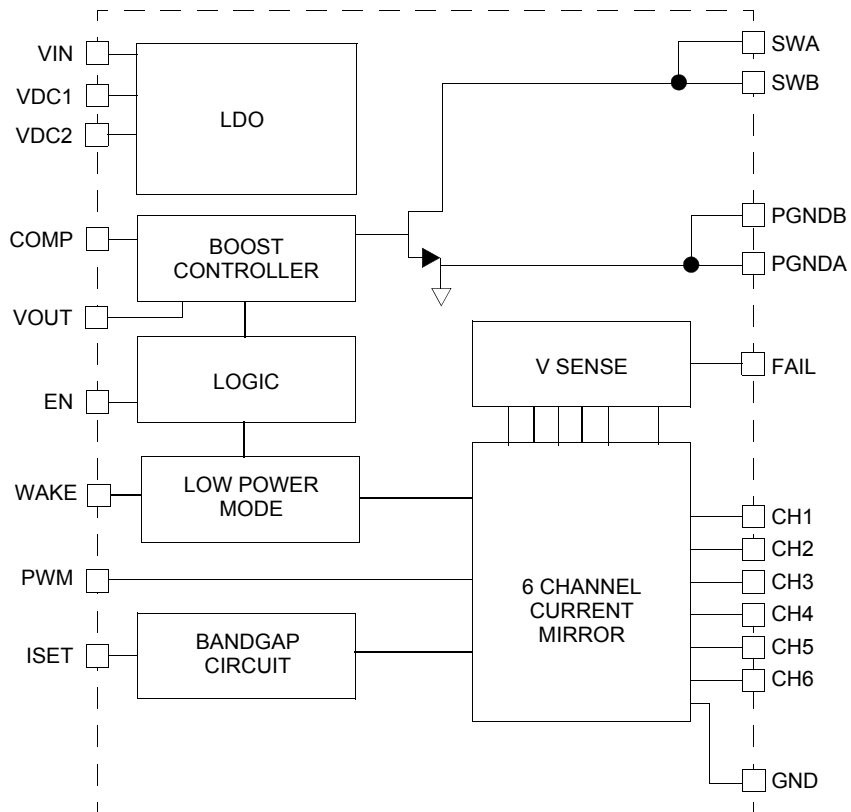 VIN
VDC1
VDC2
LDO
SWA
SWB
COMP
BOOST
CONTROLLER
PGNDB
PGNDA
VOUT
EN
LOGIC
V SENSE
FAIL
WAKE
LOW POWER
MODE
PWM
6 CHANNEL
CURRENT
MIRROR
CH1
CH2
CH3
CH4
CH5
CH6
ISET
BANDGAP
CIRCUIT
GND